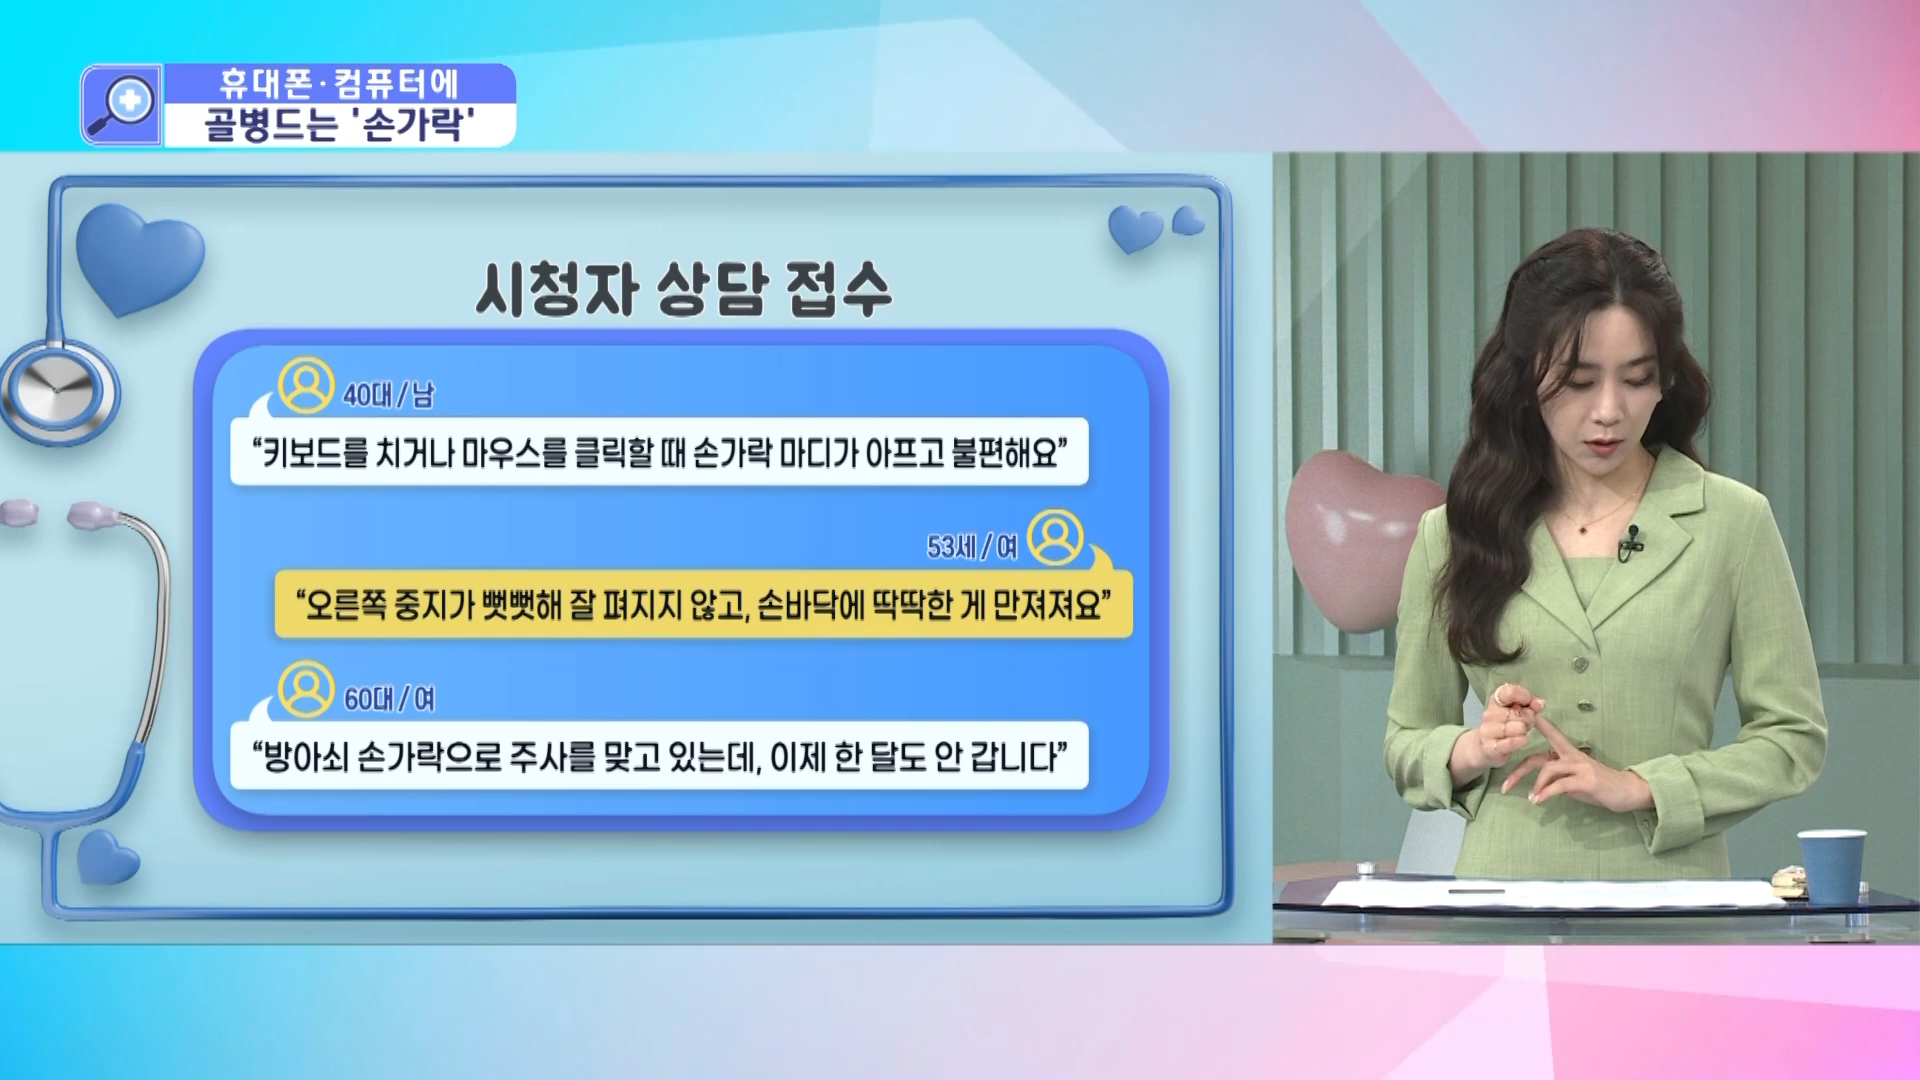 휴대폰·컴퓨터에
골병드는 '손가락'
시청자 상담 접수
40대 / 남
“키보드를 치거나 마우스를 클릭할 때 손가락 마디가 아프고 불편해요”
53세 / 여
“오른쪽 중지가 뻣뻣해 잘 펴지지 않고, 손바닥에 딱딱한 게 만져져요”
60대 / 여
“방아쇠 손가락으로 주사를 맞고 있는데, 이제 한 달도 안 갑니다”